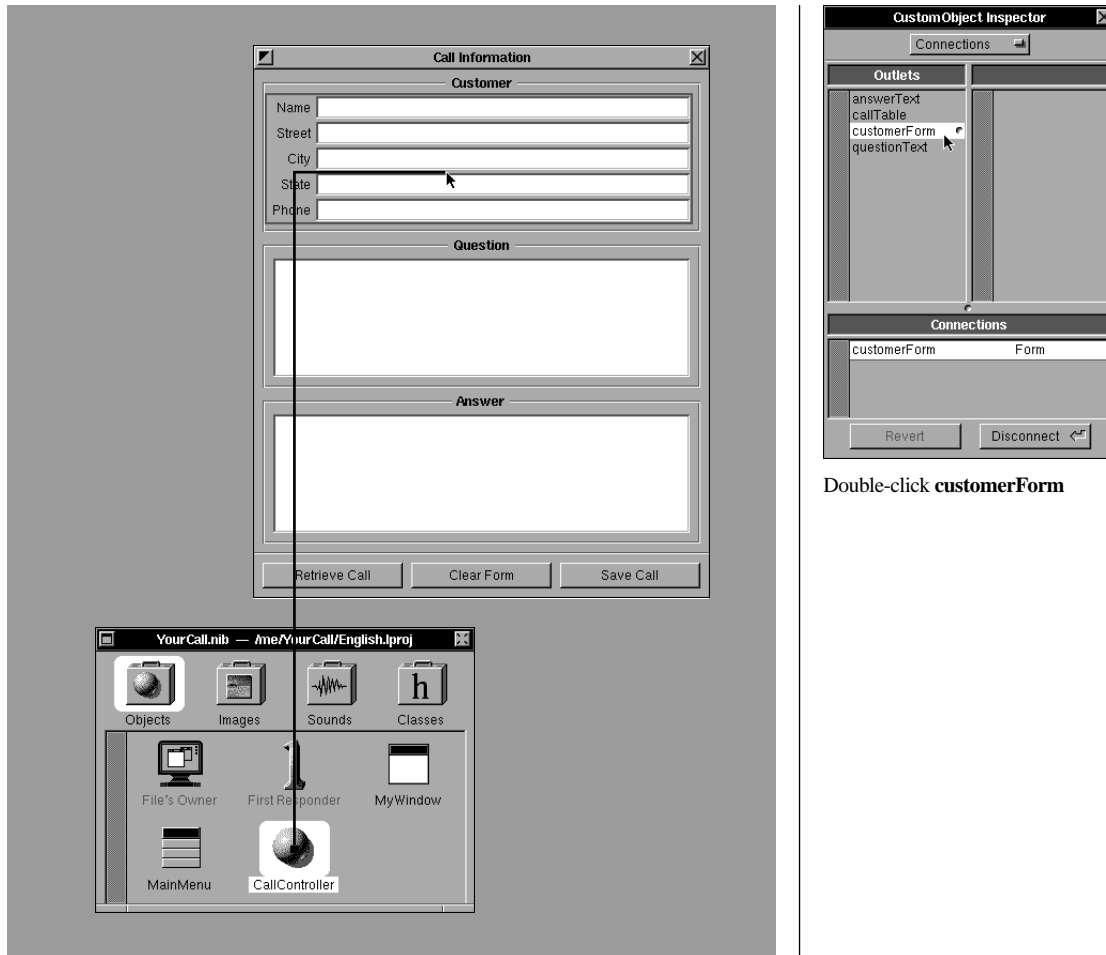 Call Information
Customer
Name
Street
City
State
Phone
Question
Answer
Retrieve Call Clear Form Save Call
YourCall.nib — /me/YourCall/English.lproj
Objects Images Sounds Classes
h
1
File's Owner First Responder MyWindow
MainMenu CallController
CustomObject Inspector
Connections
Outlets
answerText
callTable
customerForm
questionText
Connections
customerForm Form
Revert Disconnect
Double-click customerForm